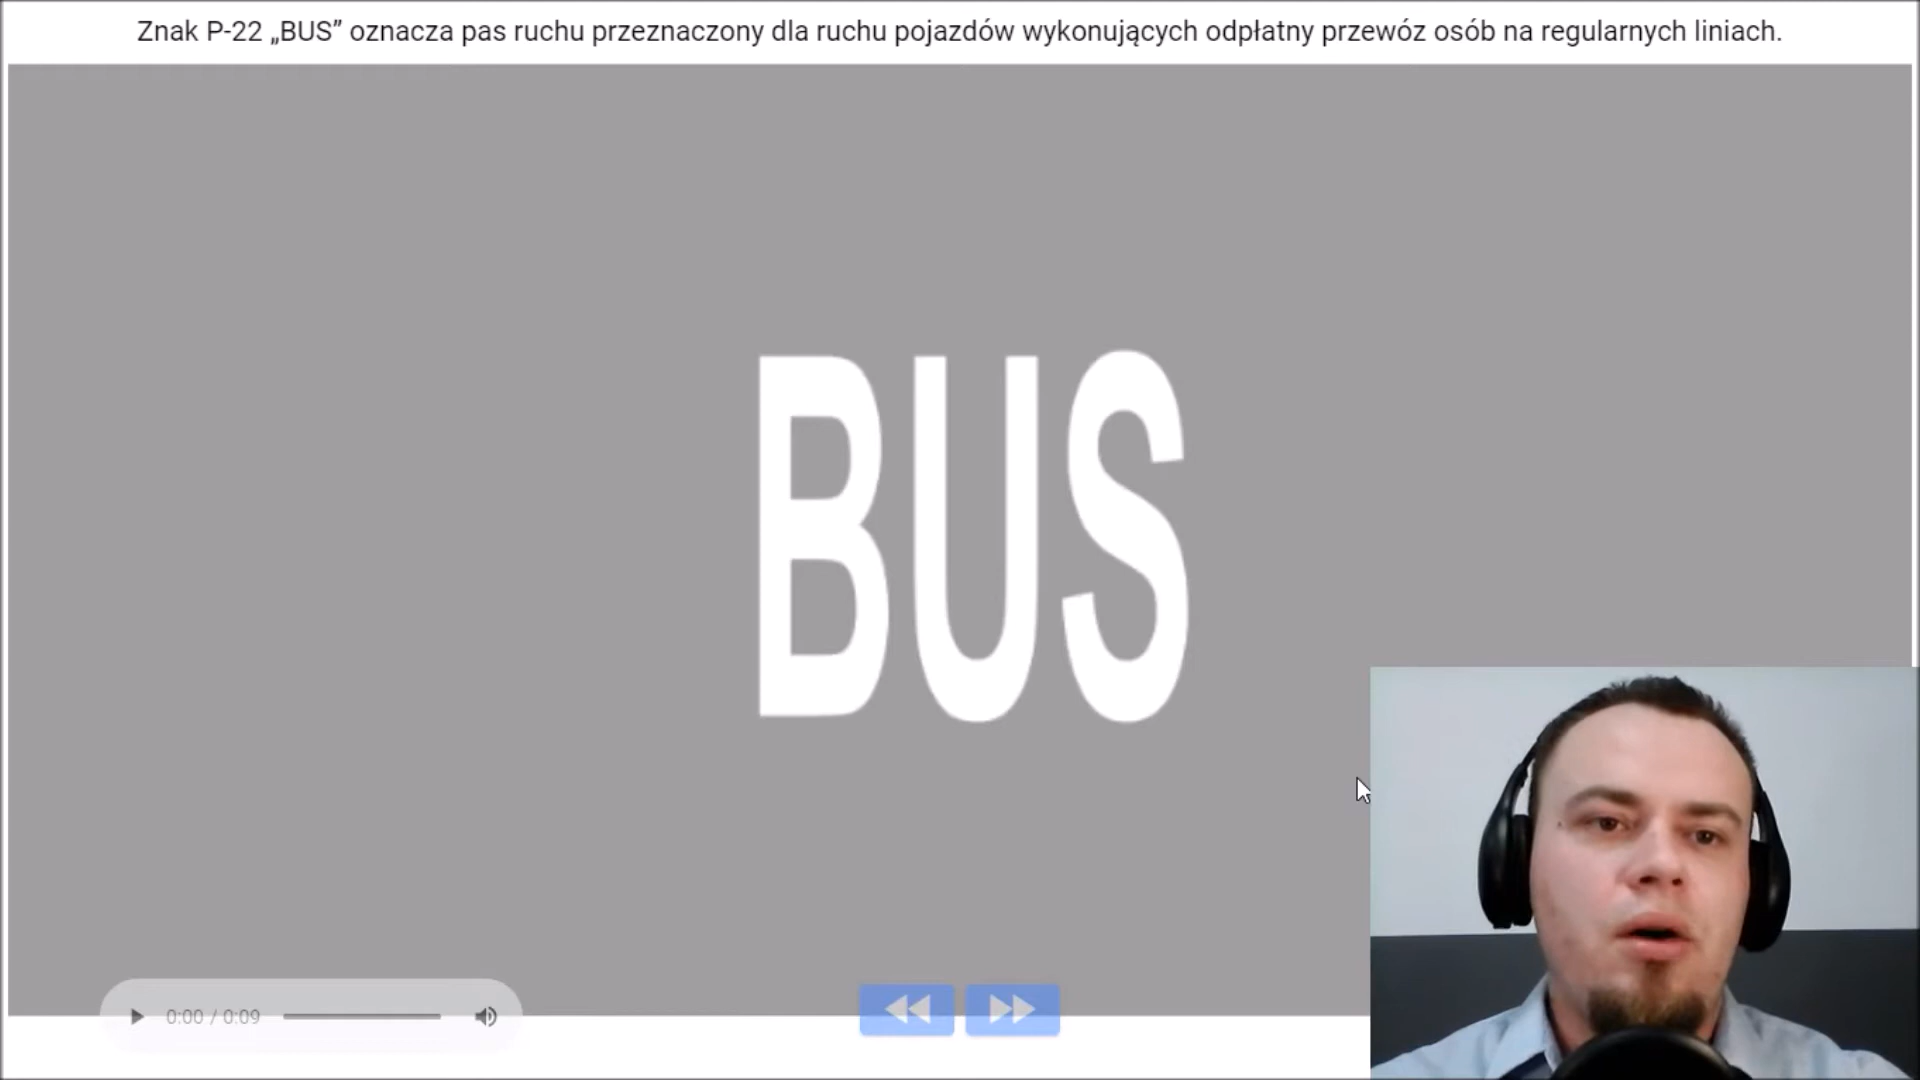 Znak P-22 „BUS” oznacza pas ruchu przeznaczony dla ruchu pojazdów wykonujących odpłatny przewóz osób na regularnych liniach.
BUS
0:00 / 0:09